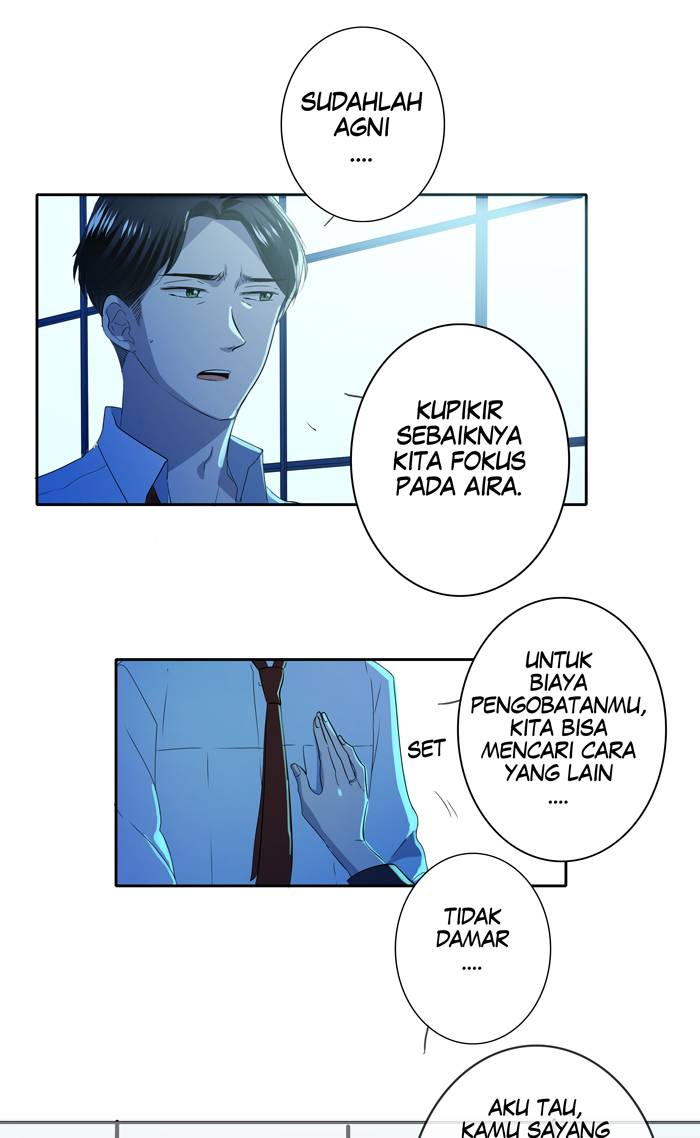 SUDAHLAH
AGNI
....
KUPIKIR
SEBAIKNYA
KITA FOKUS
PADA AIRA.
UNTUK
BIAYA
PENGOBATANMU,
KITA BISA
MENCARI CARA
YANG LAIN
....
SET
TIDAK
DAMAR
....
AKU TAU,
KAMU SAYANG